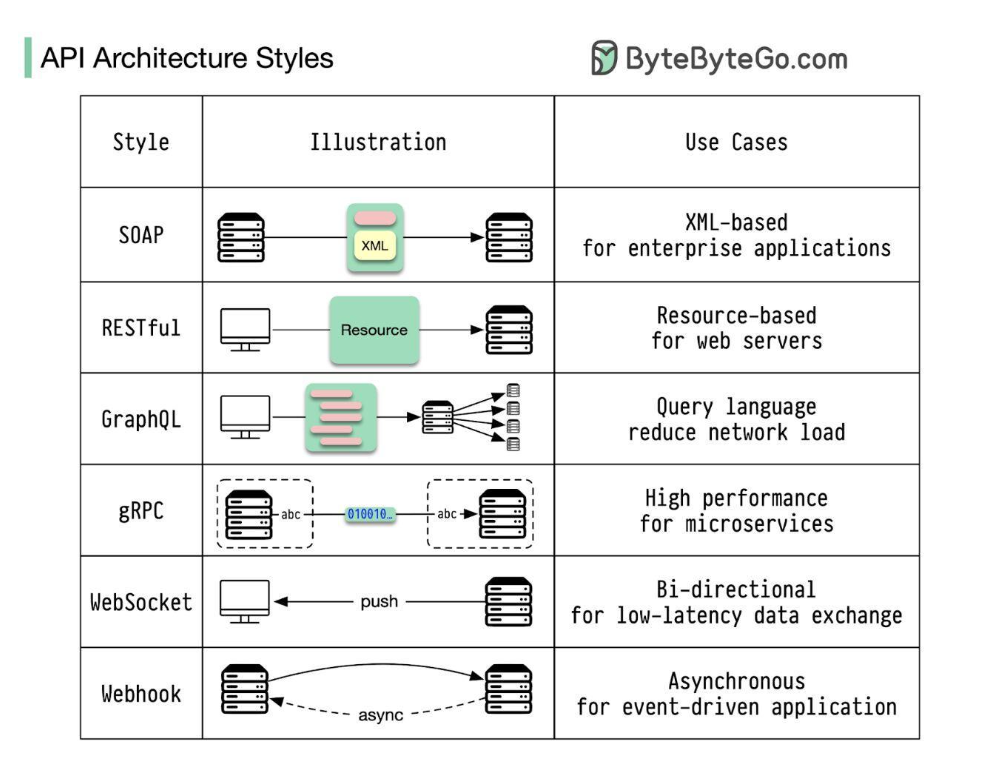 API Architecture Styles
ByteByteGo.com
Style
Illustration
Use Cases
SOAP
XML
XML-based
for enterprise applications
RESTful
Resource
Resource-based
for web servers
GraphQL
Query language
reduce network load
gRPC
abc
010010…
abc
High performance
for microservices
WebSocket
push
Bi-directional
for low-latency data exchange
Webhook
async
Asynchronous
for event-driven application